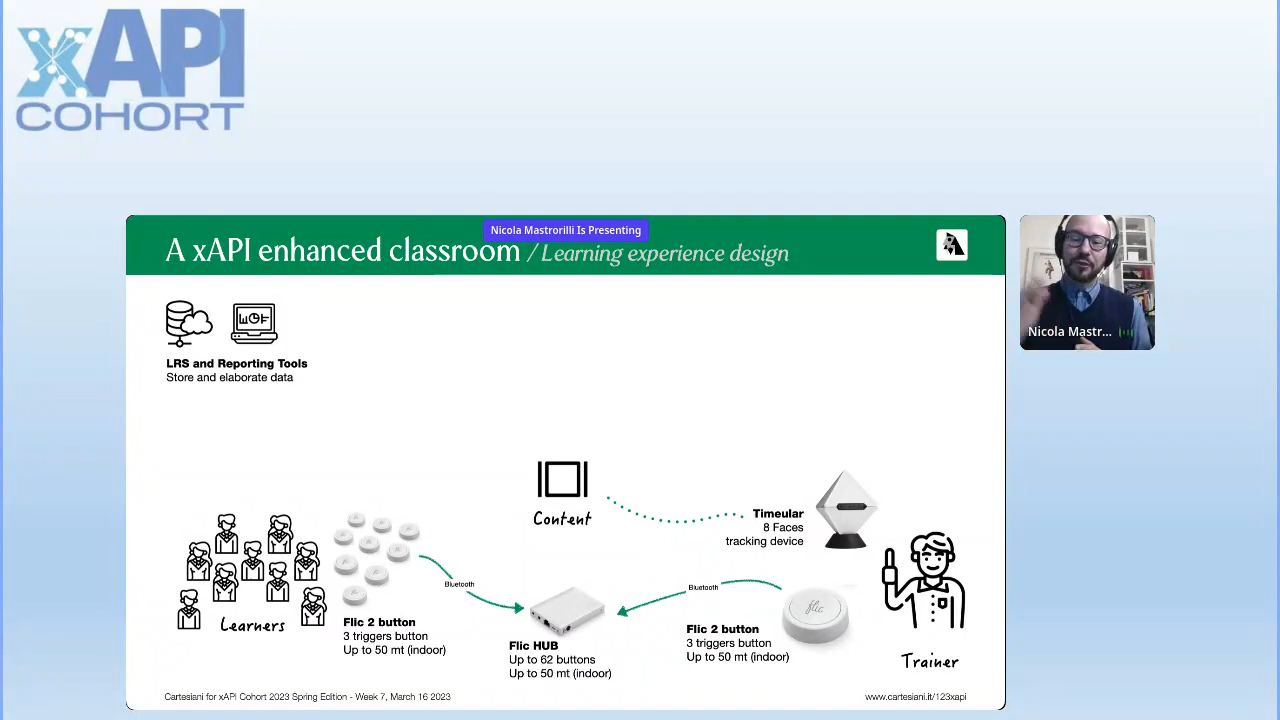 xAPI
COHORT
Nicola Mastrorilli Is Presenting
A xAPI enhanced classroom / Learning experience design
Nicola Mastr...
LRS and Reporting Tools
Store and elaborate data
Content
Timeular
8 Faces
tracking device
Bluetooth
Bluetooth
flic
Learners
Flic 2 button
3 triggers button
Up to 50 mt (indoor)
Flic HUB
Up to 62 buttons
Up to 50 mt (indoor)
Flic 2 button
3 triggers button
Up to 50 mt (indoor)
Trainer
Cartesiani for xAPI Cohort 2023 Spring Edition - Week 7, March 16 2023
www.cartesiani.it/123xapi